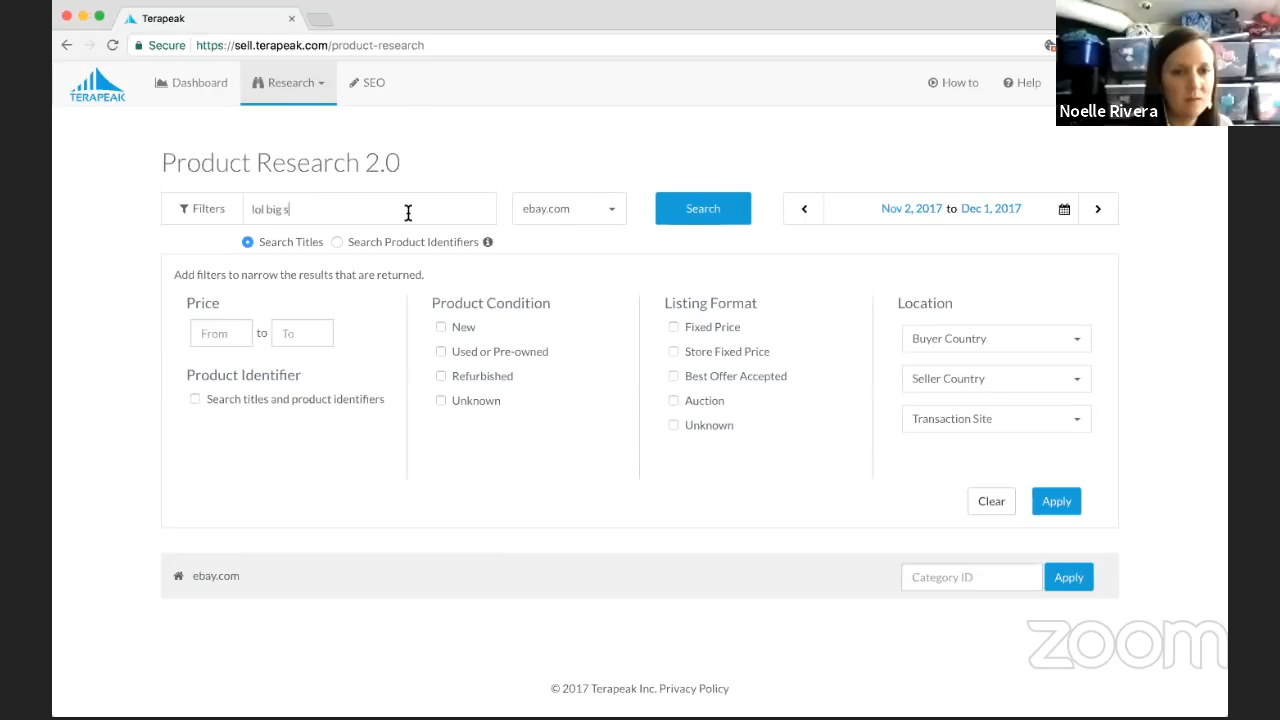 Terapeak
Secure https://sell.terapeak.com/product-research
TERAPEAK Dashboard Research SEO How to Help
Noelle Rivera
Product Research 2.0
Filters lol big s ebay.com Search Nov 2, 2017 to Dec 1, 2017
Search Titles Search Product Identifiers
Add filters to narrow the results that are returned.
Price Product Condition Listing Format Location
New Fixed Price
From to To Buyer Country
Used or Pre-owned Store Fixed Price
Product Identifier Refurbished Best Offer Accepted Seller Country
Search titles and product identifiers Unknown Auction
Unknown Transaction Site
Clear Apply
ebay.com Category ID Apply
zoom
© 2017 Terapeak Inc. Privacy Policy